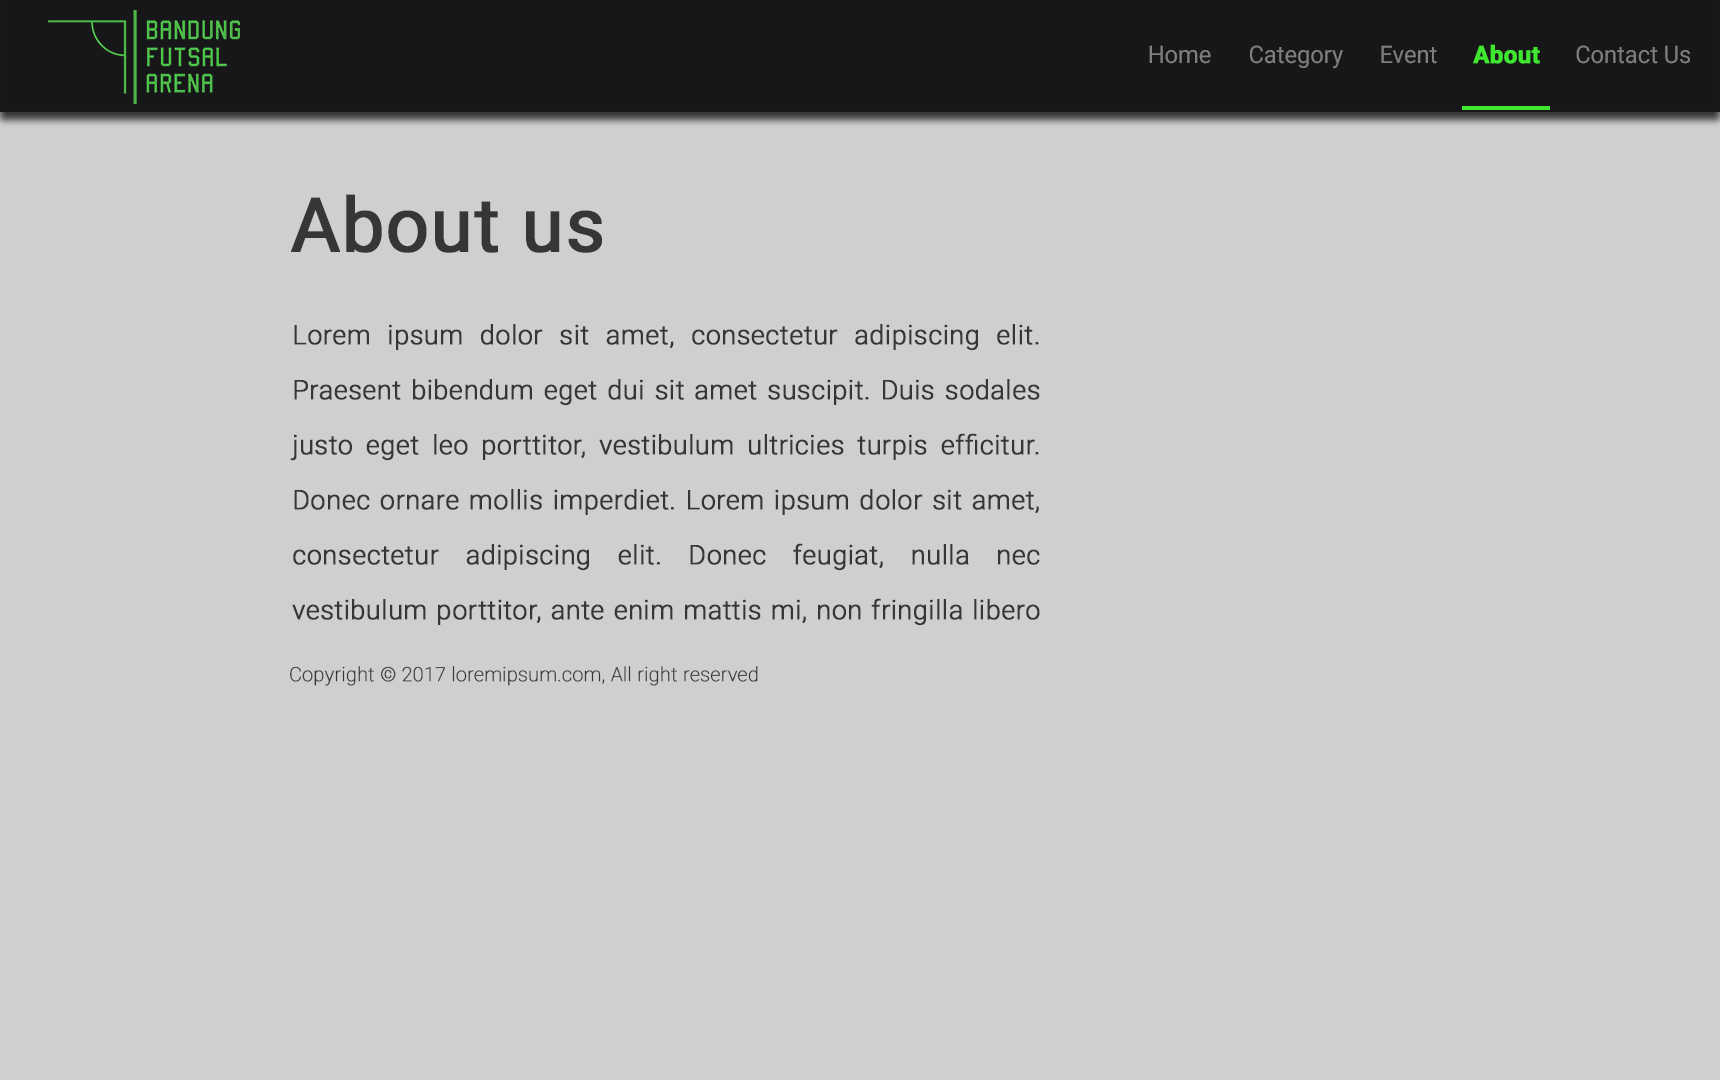 BANDUNG
FUTSAL
ARENA
Home Category Event About Contact Us
About us
Lorem ipsum dolor sit amet, consectetur adipiscing elit.
Praesent bibendum eget dui sit amet suscipit. Duis sodales
justo eget leo porttitor, vestibulum ultricies turpis efficitur.
Donec ornare mollis imperdiet. Lorem ipsum dolor sit amet,
consectetur adipiscing elit. Donec feugiat, nulla nec
vestibulum porttitor, ante enim mattis mi, non fringilla libero
Copyright © 2017 loremipsum.com, All right reserved